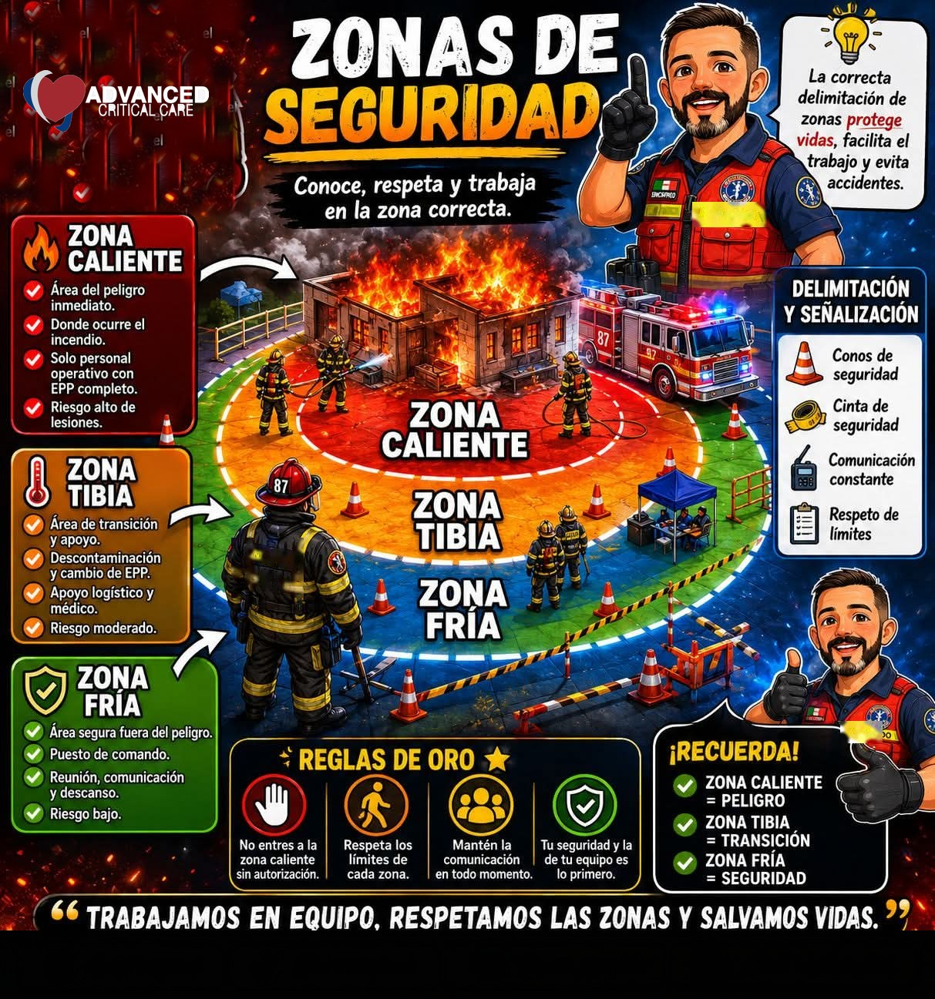 ADVANCED
CRITICAL CARE
ZONAS DE
SEGURIDAD
Conoce, respeta y trabaja
en la zona correcta.
La correcta
delimitación de
zonas protege
vidas, facilita el
trabajo y evita
accidentes.
ZONA
CALIENTE
Área del peligro
inmediato.
Donde ocurre el
incendio.
Solo personal
operativo con
EPP completo.
Riesgo alto de
lesiones.
ZONA
TIBIA
Área de transición
y apoyo.
Descontaminación
y cambio de EPP.
Apoyo logístico y
médico.
Riesgo moderado.
ZONA
FRÍA
Área segura fuera del peligro.
Puesto de comando.
Reunión, comunicación
y descanso.
Riesgo bajo.
87
97
ZONA
CALIENTE
ZONA
TIBIA
ZONA
FRÍA
87
DELIMITACIÓN
Y SEÑALIZACIÓN
Conos de
seguridad
Cinta de
seguridad
Comunicación
constante
Respeto de
límites
REGLAS DE ORO
No entres a la
zona caliente
sin autorización.
Respeta los
límites de
cada zona.
Mantén la
comunicación
en todo momento.
Tu seguridad y la
de tu equipo es
lo primero.
¡RECUERDA!
ZONA CALIENTE
= PELIGRO
ZONA TIBIA
= TRANSICIÓN
ZONA FRÍA
= SEGURIDAD
“TRABAJAMOS EN EQUIPO, RESPETAMOS LAS ZONAS Y SALVAMOS VIDAS.”